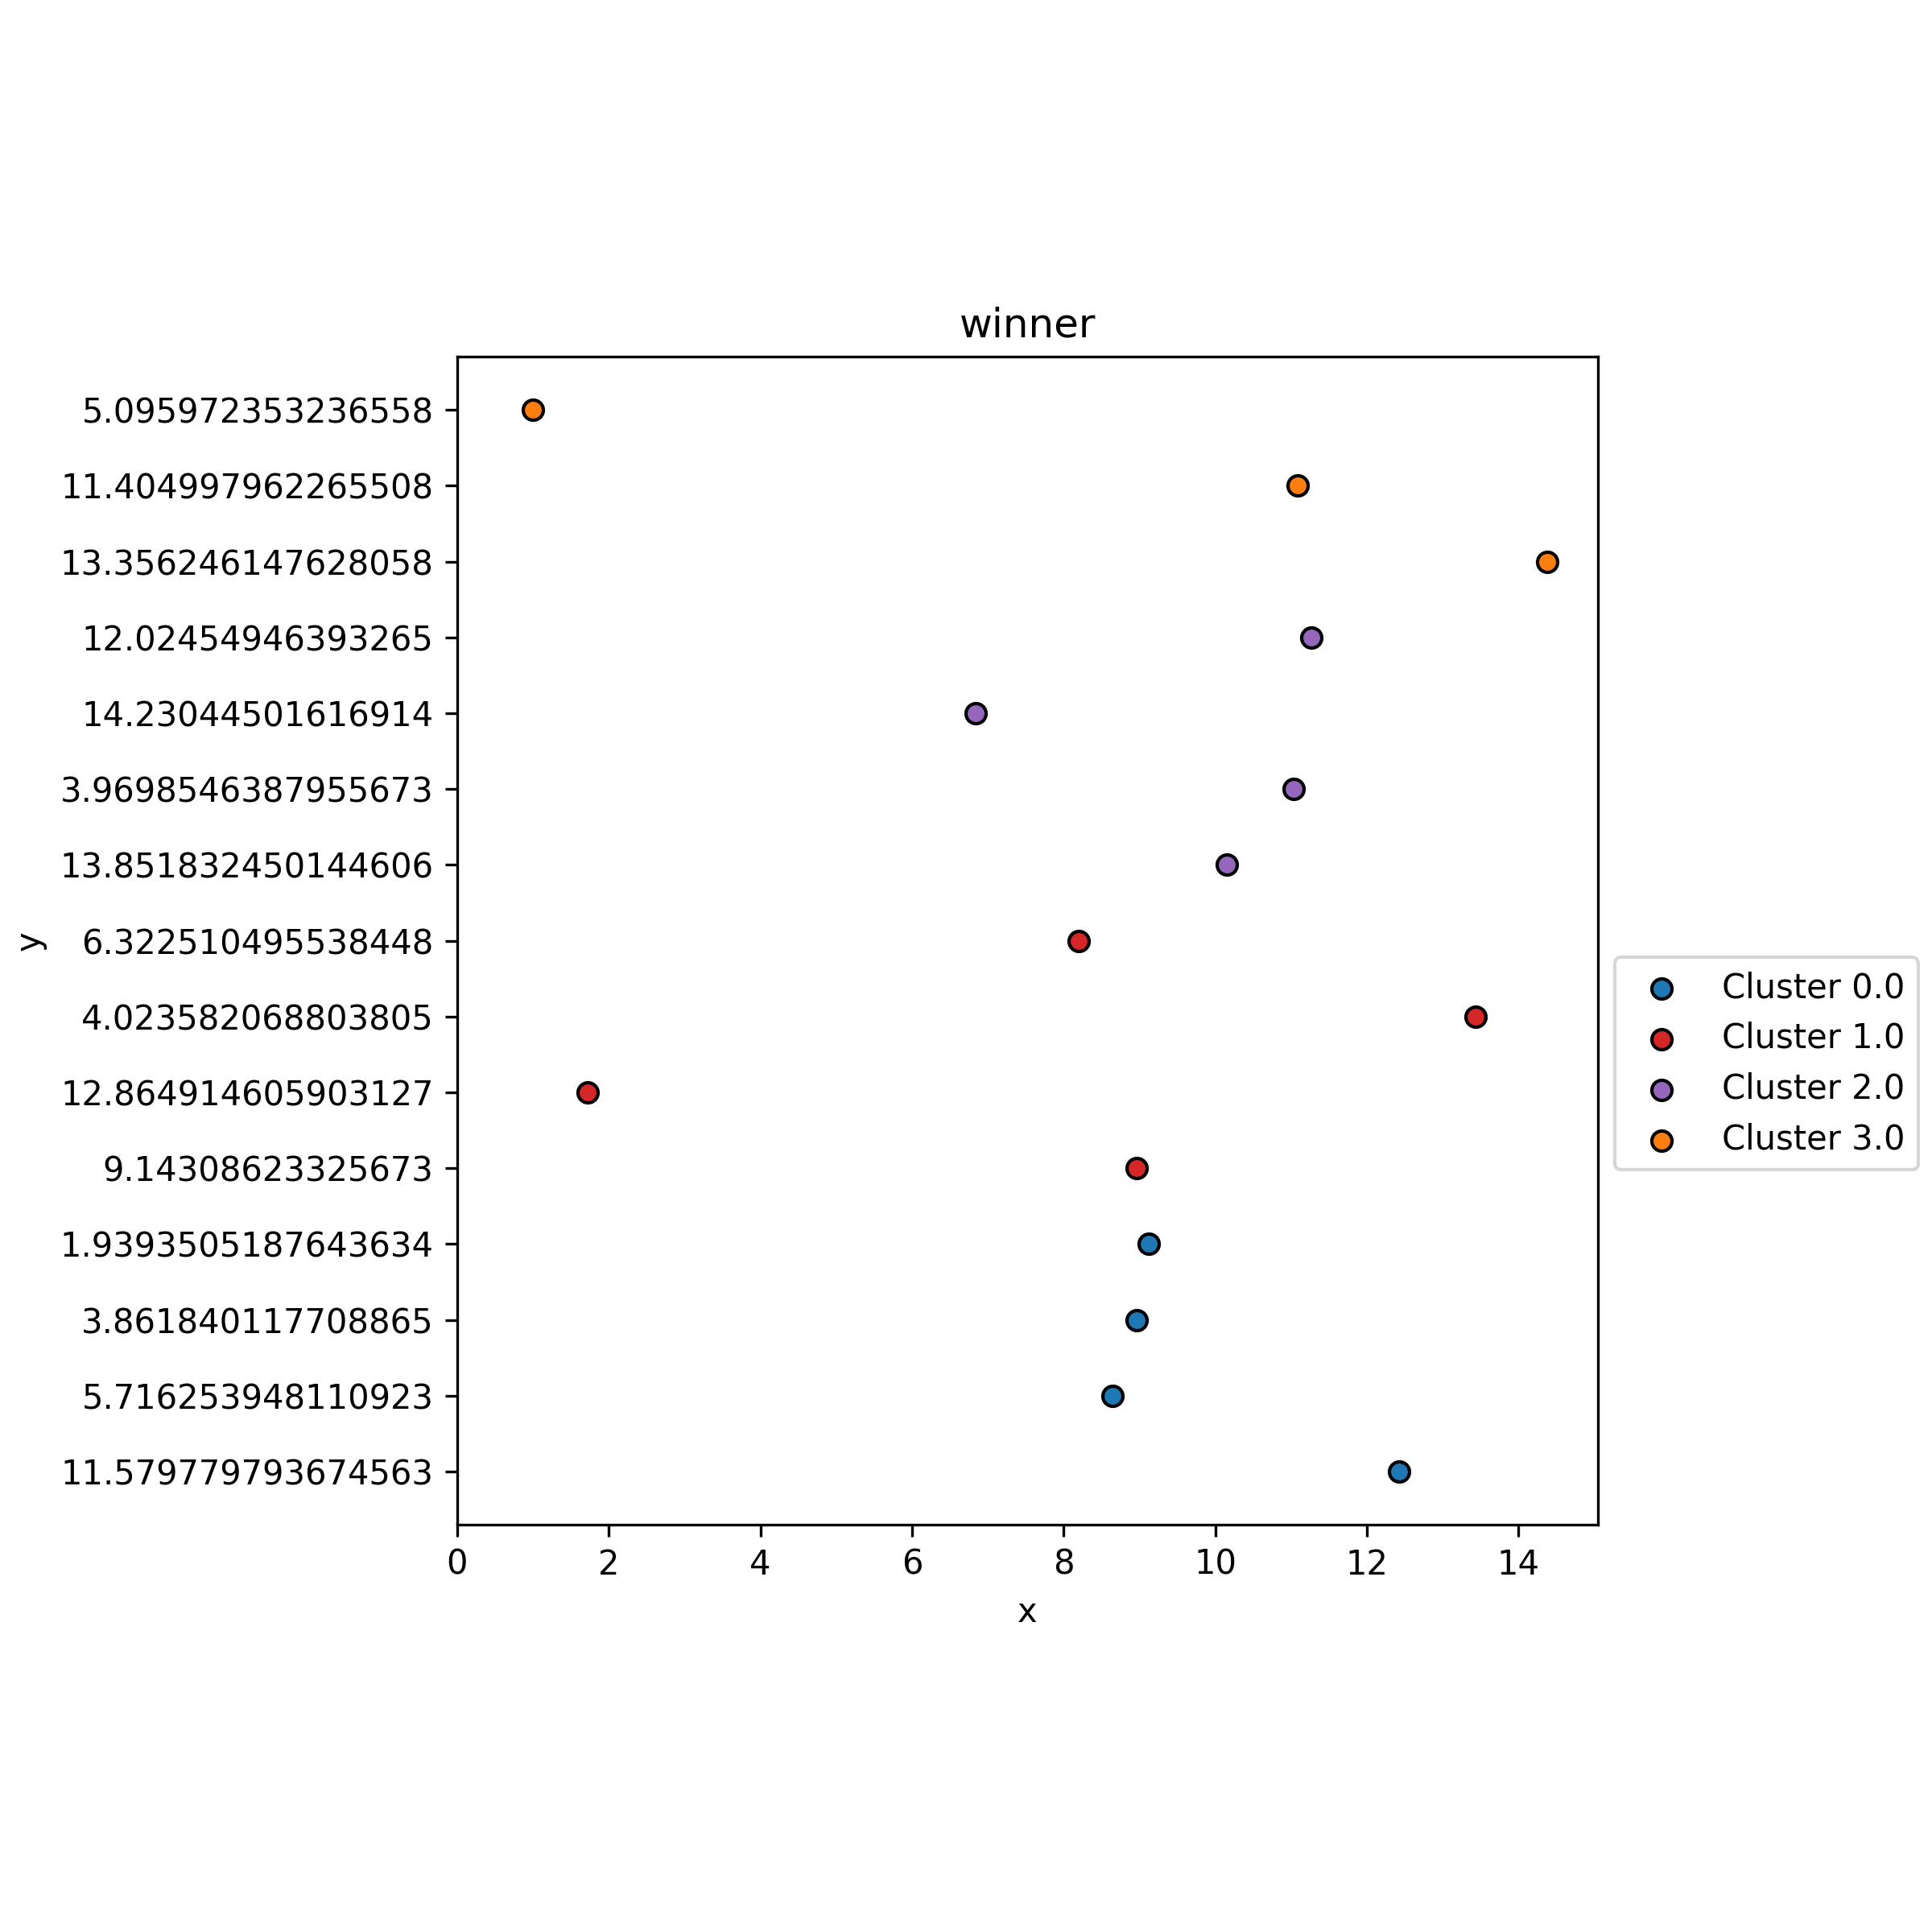 winner
5.095972353236558
11.404997962265508
13.356246147628058
12.02454946393265
14.23044501616914
3.9698546387955673
13.851832450144606
6.322510495538448
4.023582068803805
12.864914605903127
9.14308623325673
1.9393505187643634
3.861840117708865
5.716253948110923
11.579779793674563
y
0 2 4 6 8 10 12 14
x
Cluster 0.0
Cluster 1.0
Cluster 2.0
Cluster 3.0